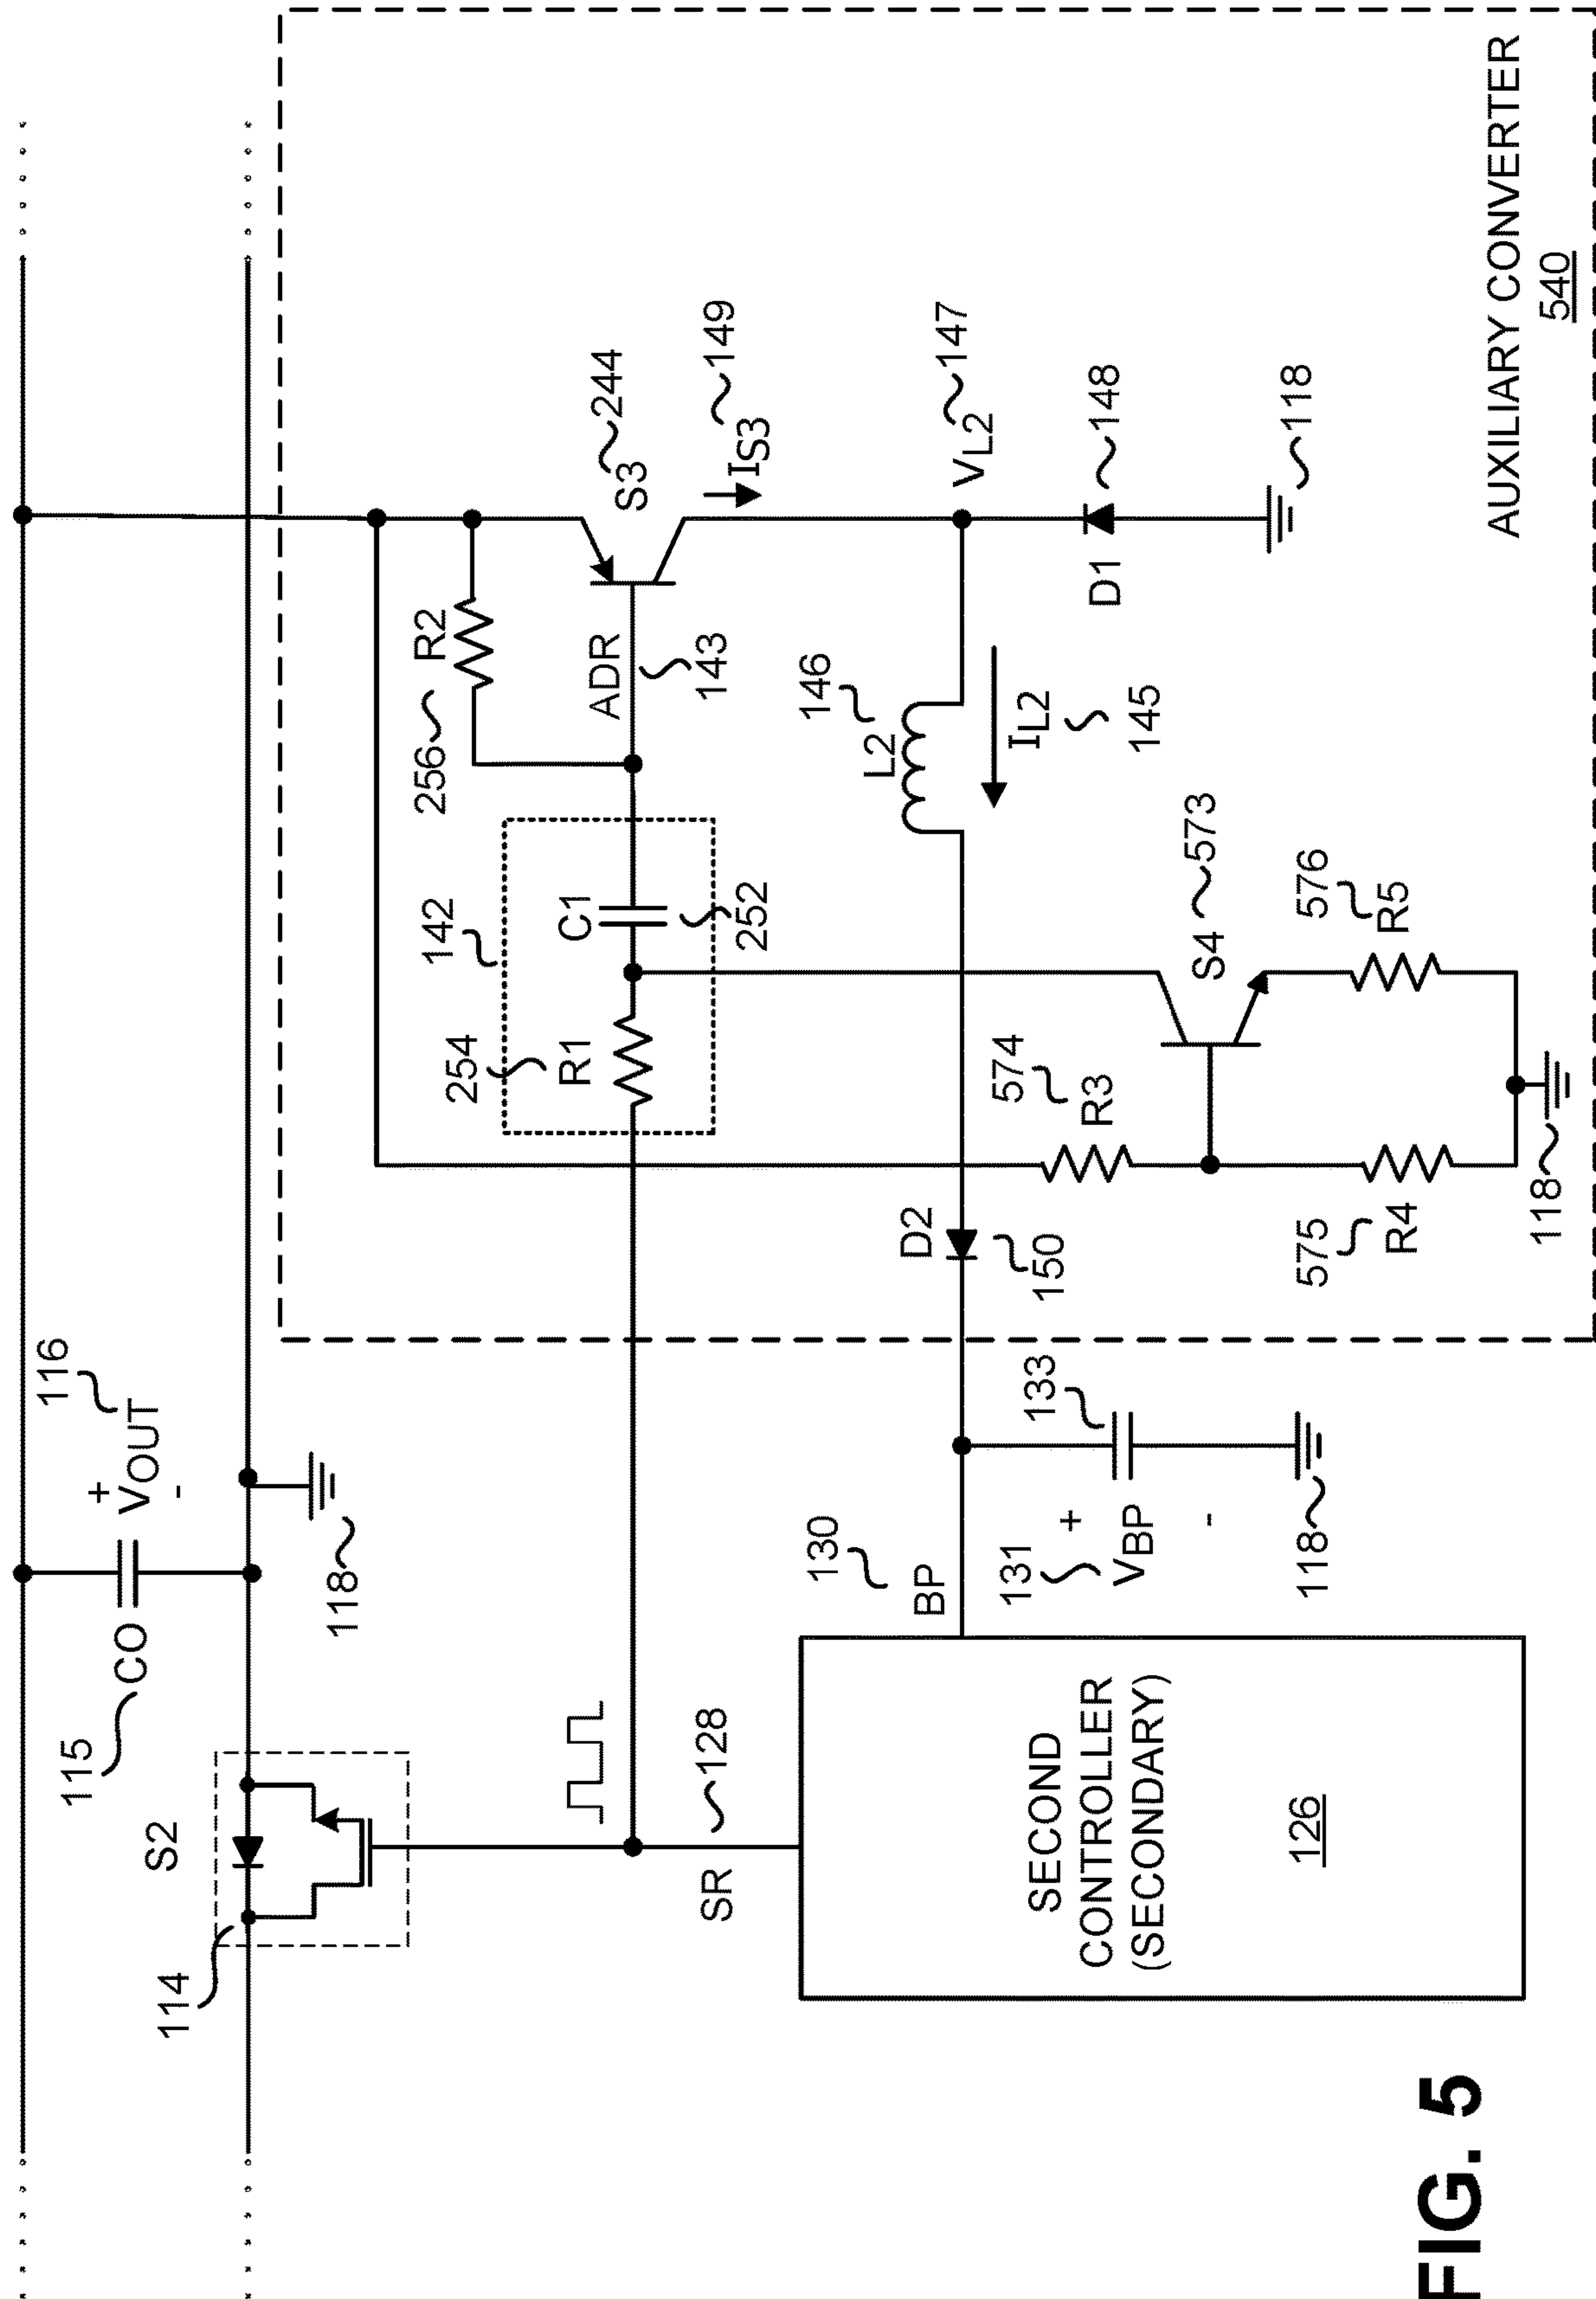 114
S2
115
CO
+
VOUT
-
116
118
SR
128
SECOND
CONTROLLER
(SECONDARY)
126
BP
130
131
+
VBP
-
133
118
142
254
R1
C1
252
256
R2
ADR
143
S3
244
IS3
149
VL2
147
L2
146
IL2
145
D1
148
118
D2
150
R3
574
S4
573
R4
575
R5
576
118
AUXILIARY CONVERTER
540
FIG. 5